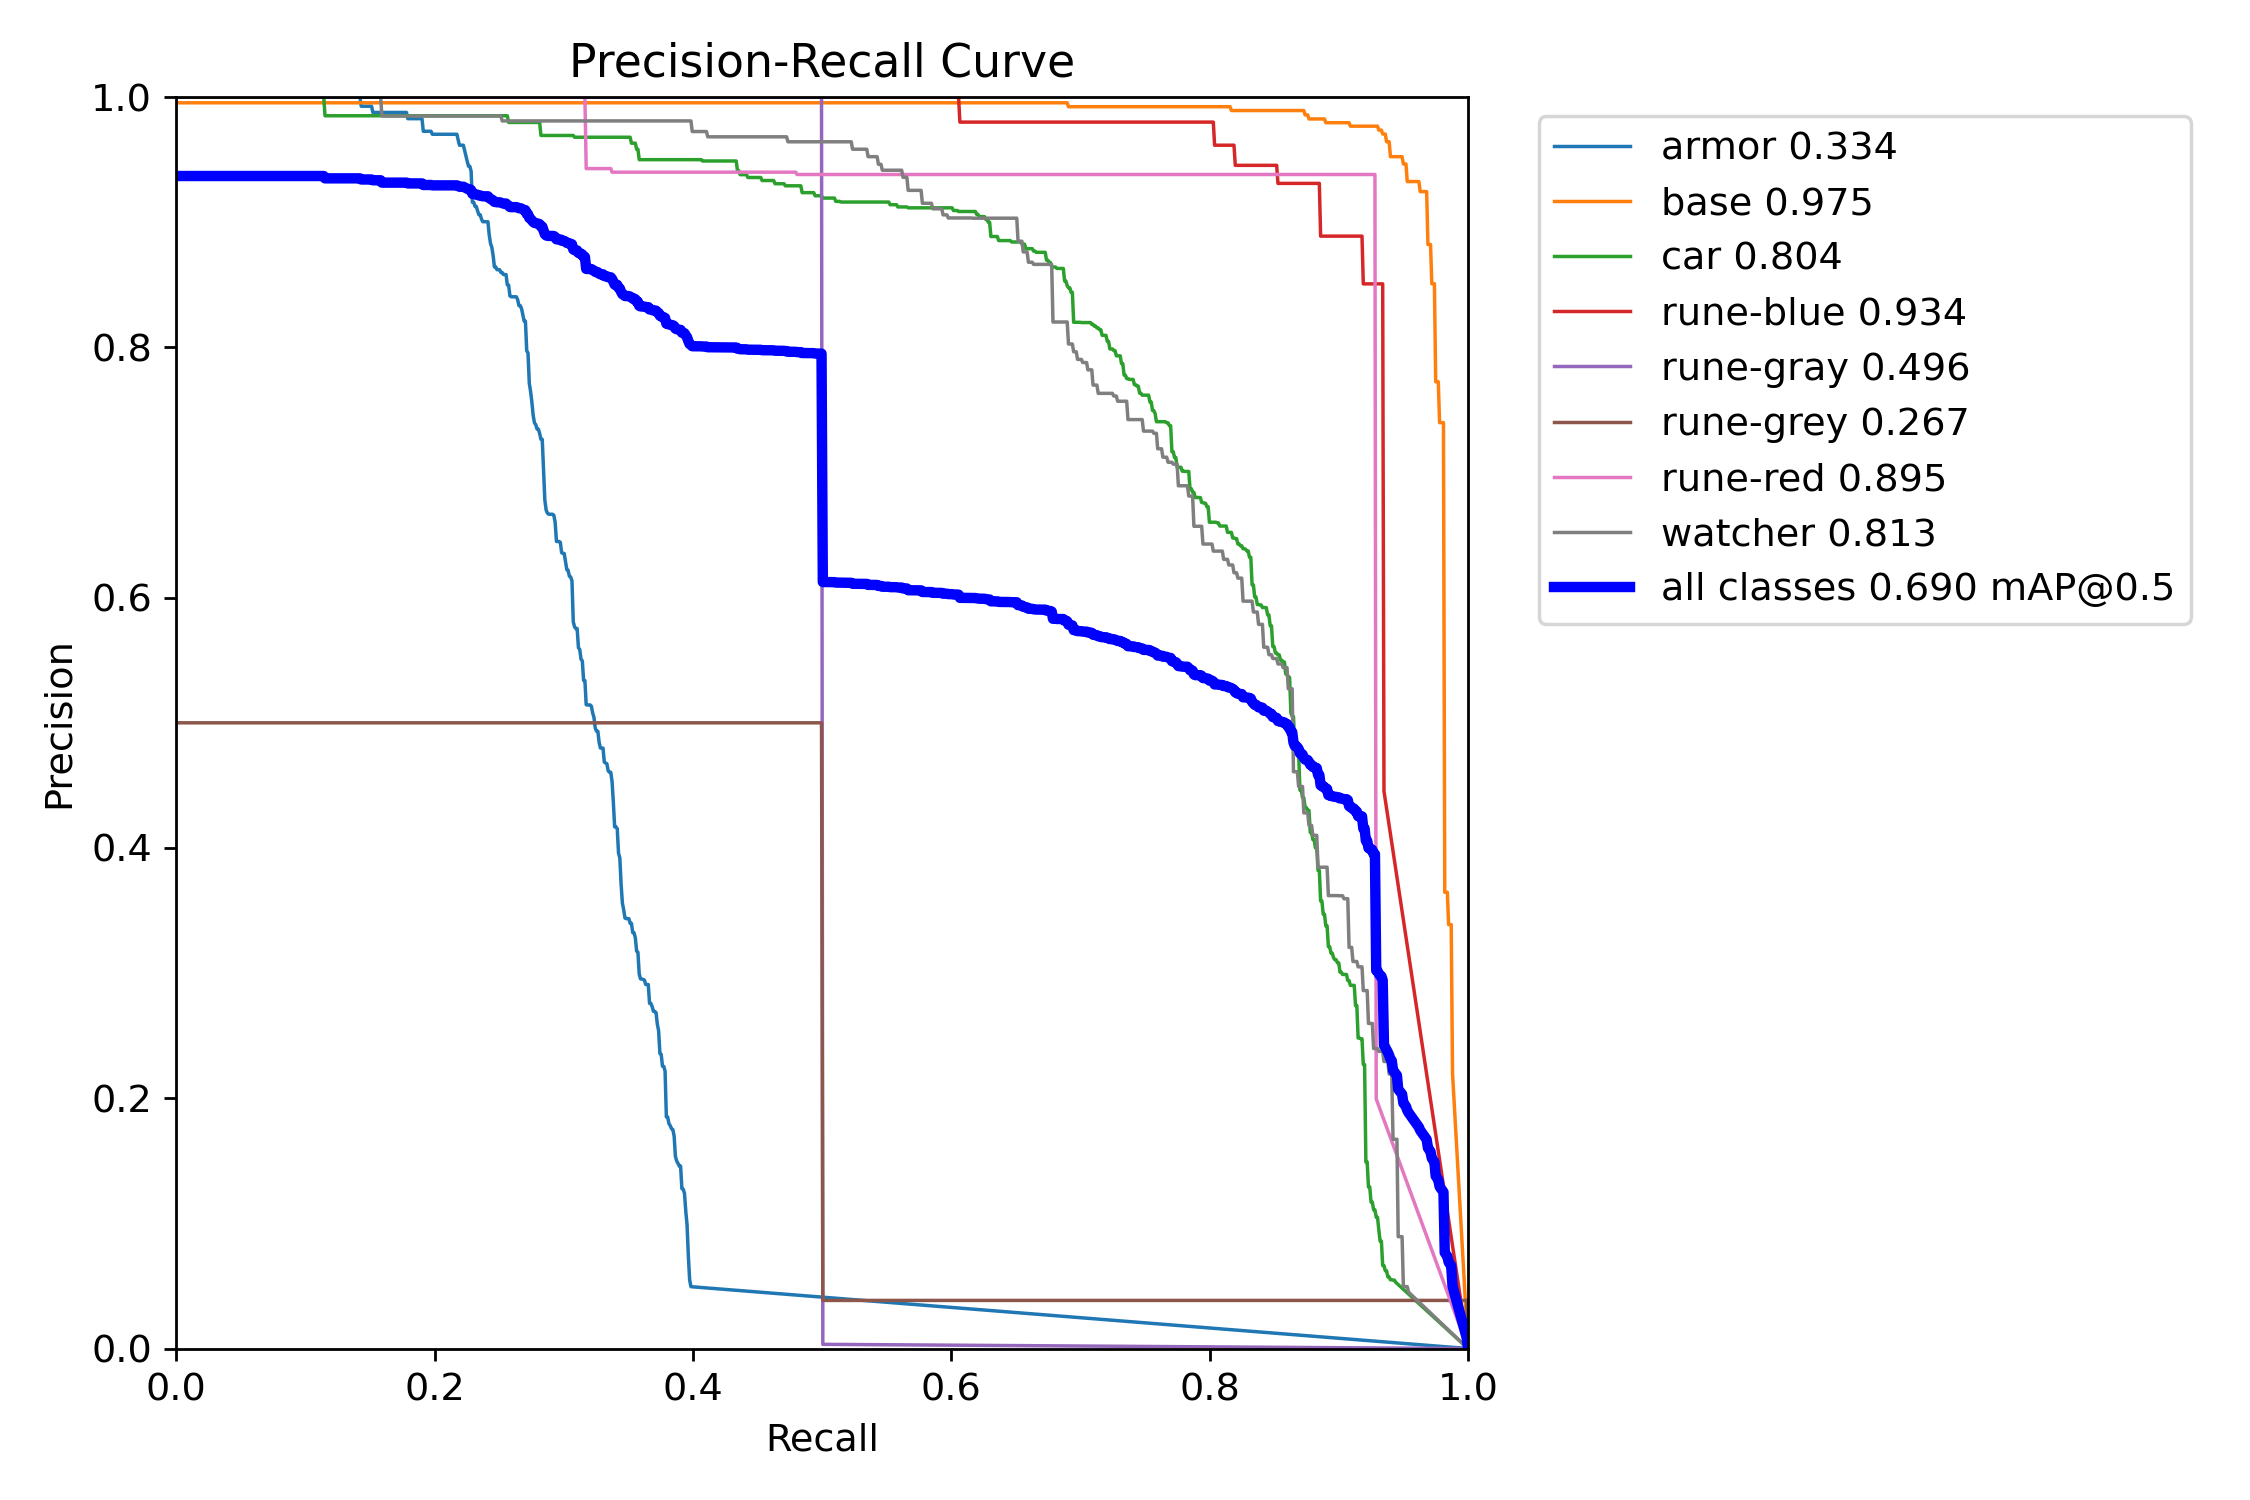 Precision-Recall Curve
1.0
0.8
0.6
0.4
0.2
0.0
Precision
0.0 0.2 0.4 0.6 0.8 1.0
Recall
armor 0.334
base 0.975
car 0.804
rune-blue 0.934
rune-gray 0.496
rune-grey 0.267
rune-red 0.895
watcher 0.813
all classes 0.690 mAP@0.5